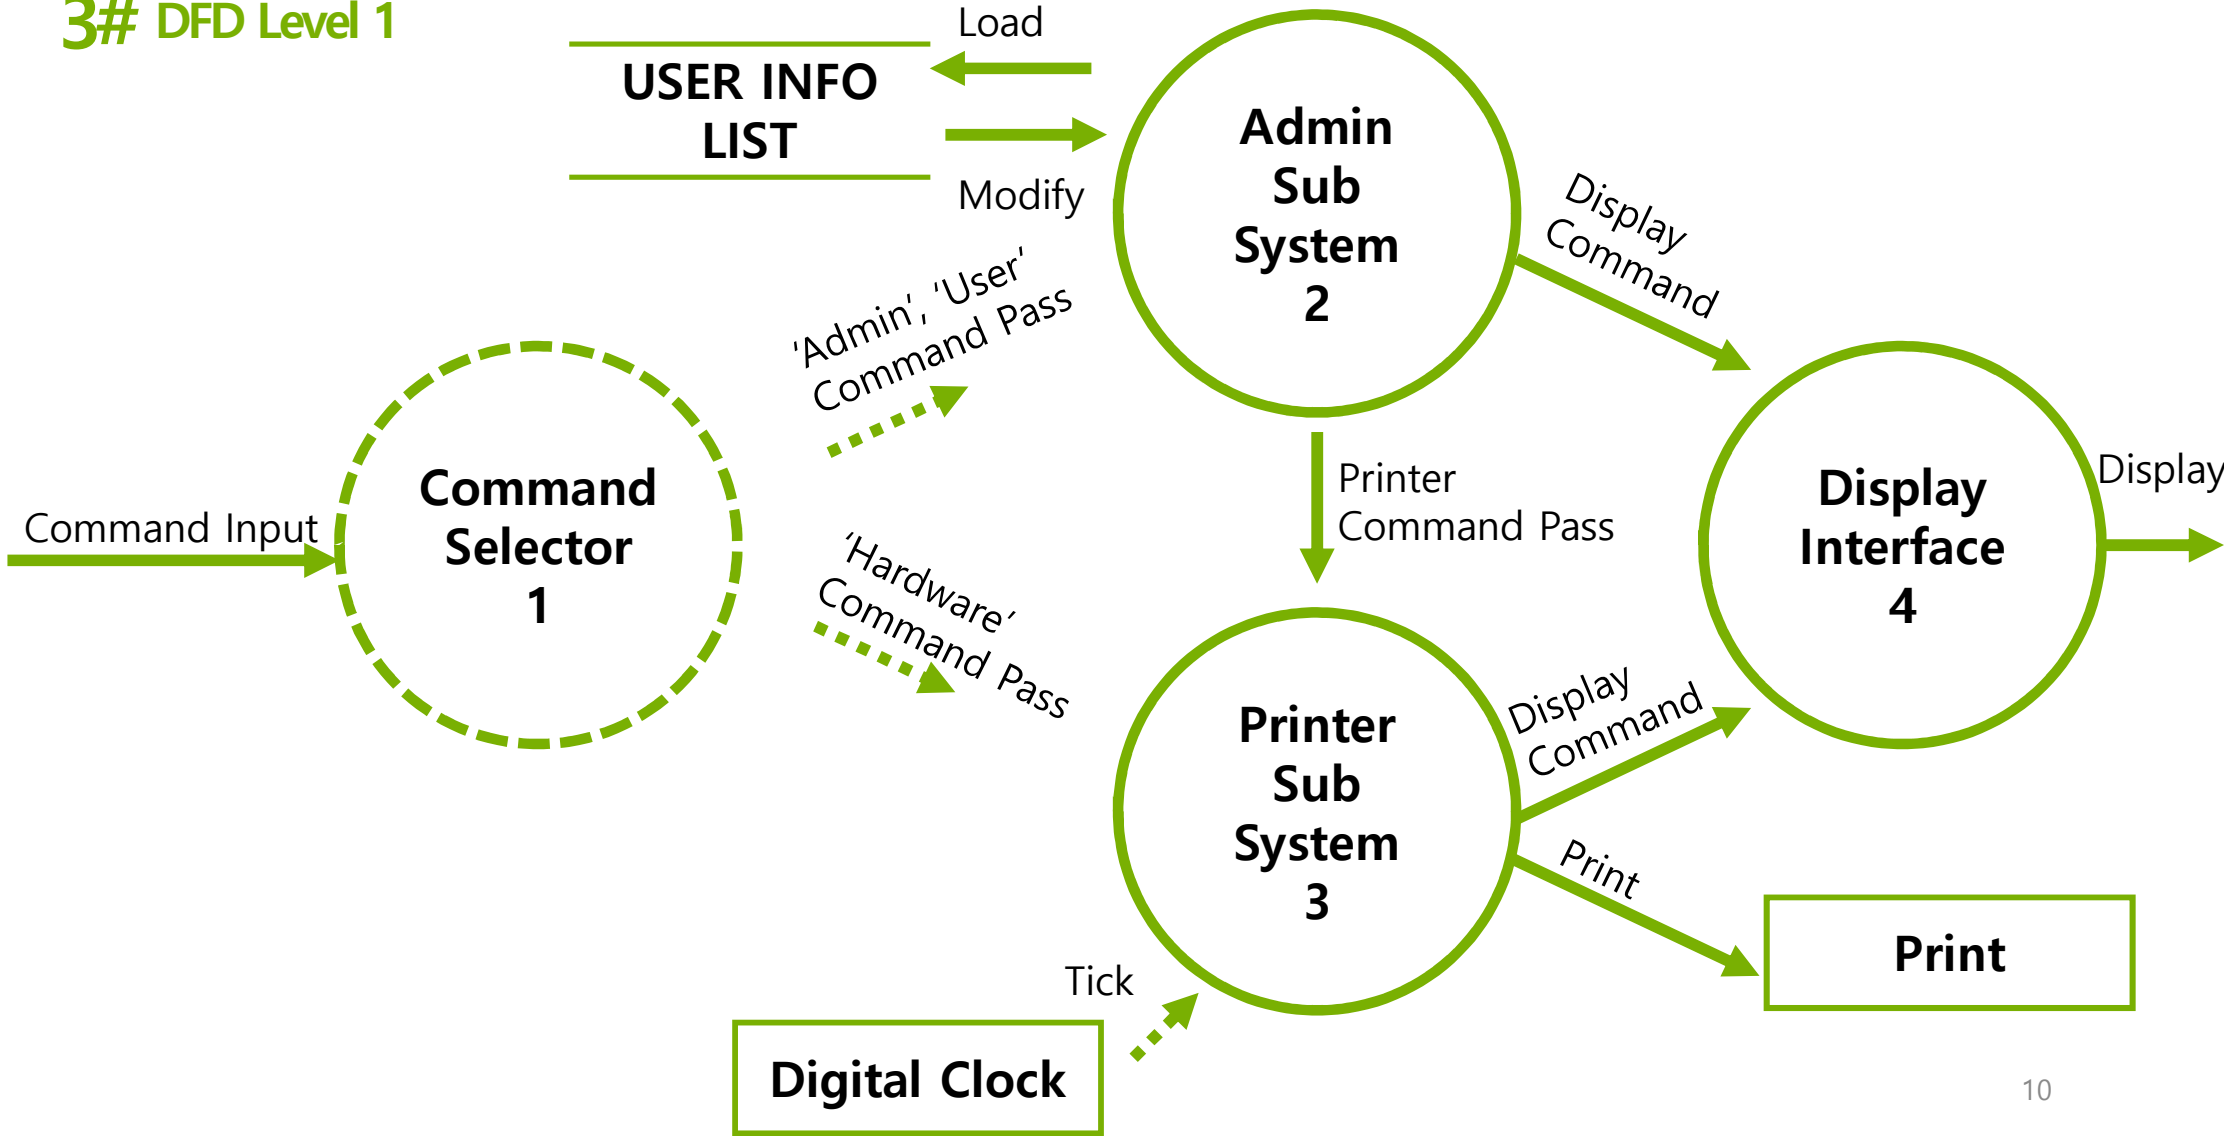 3# DFD Level 1
Load
USER INFO
LIST
Modify
Admin
Sub
System
2
Display
Command
'Admin', 'User'
Command Pass
Command Input
Command
Selector
1
Printer
Command Pass
'Hardware'
Command Pass
Display
Interface
4
Display
Printer
Sub
System
3
Display
Command
Print
Print
Tick
Digital Clock
10